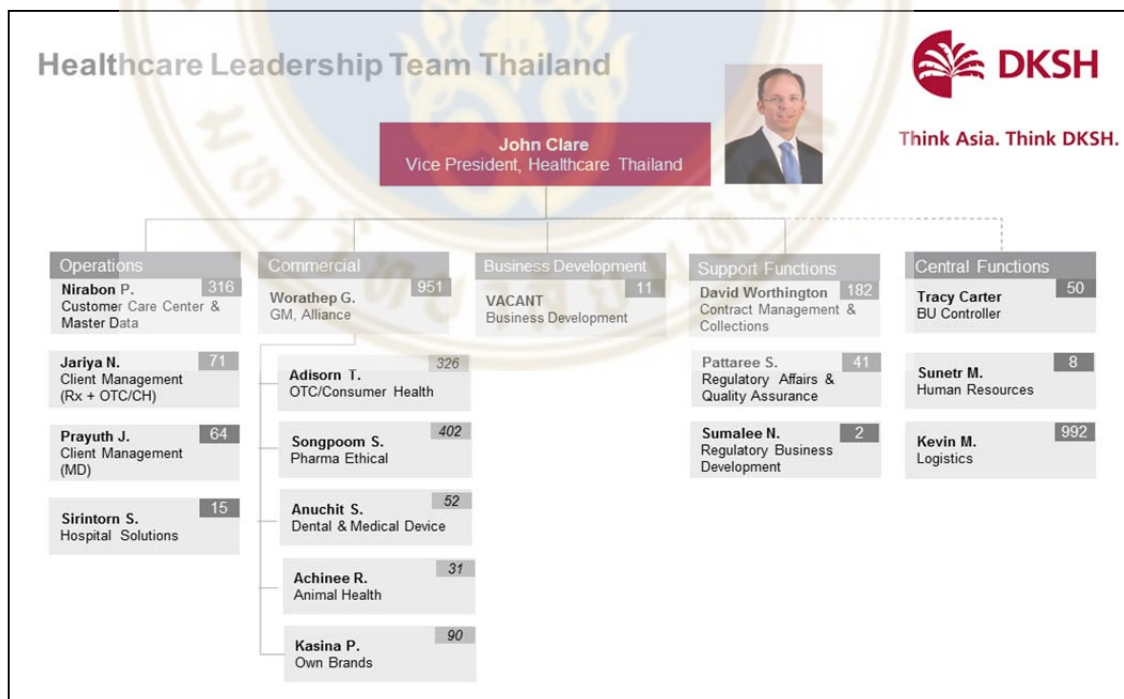 Healthcare Leadership Team Thailand
DKSH
Think Asia. Think DKSH.
John Clare
Vice President, Healthcare Thailand
Operations
Nirabon P.
316
Customer Care Center &
Master Data
Jariya N.
71
Client Management
(Rx + OTC/CH)
Prayuth J.
64
Client Management
(MD)
Sirintorn S.
15
Hospital Solutions
Commercial
Worathep G.
951
GM, Alliance
Adisorn T.
326
OTC/Consumer Health
Songpoom S.
402
Pharma Ethical
Anuchit S.
52
Dental & Medical Device
Achinee R.
31
Animal Health
Kasina P.
90
Own Brands
Business Development
VACANT
11
Business Development
Support Functions
David Worthington
182
Contract Management &
Collections
Pattaree S.
41
Regulatory Affairs &
Quality Assurance
Sumalee N.
2
Regulatory Business
Development
Central Functions
Tracy Carter
50
BU Controller
Sunetr M.
8
Human Resources
Kevin M.
992
Logistics